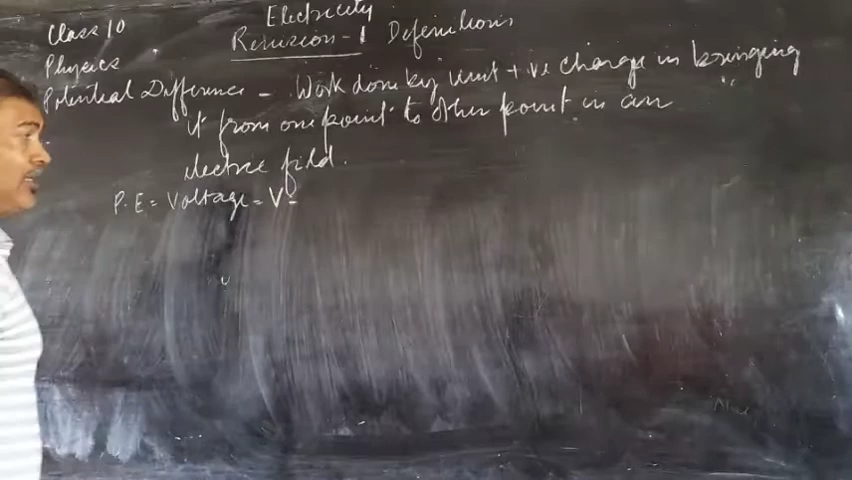 Class 10
Electricity
Physics
Revision-1 Definitions
Potential Difference - Work done by unit +ve charge in bringing
it from one point to other point in an
electric field.
P.E = Voltage = V =